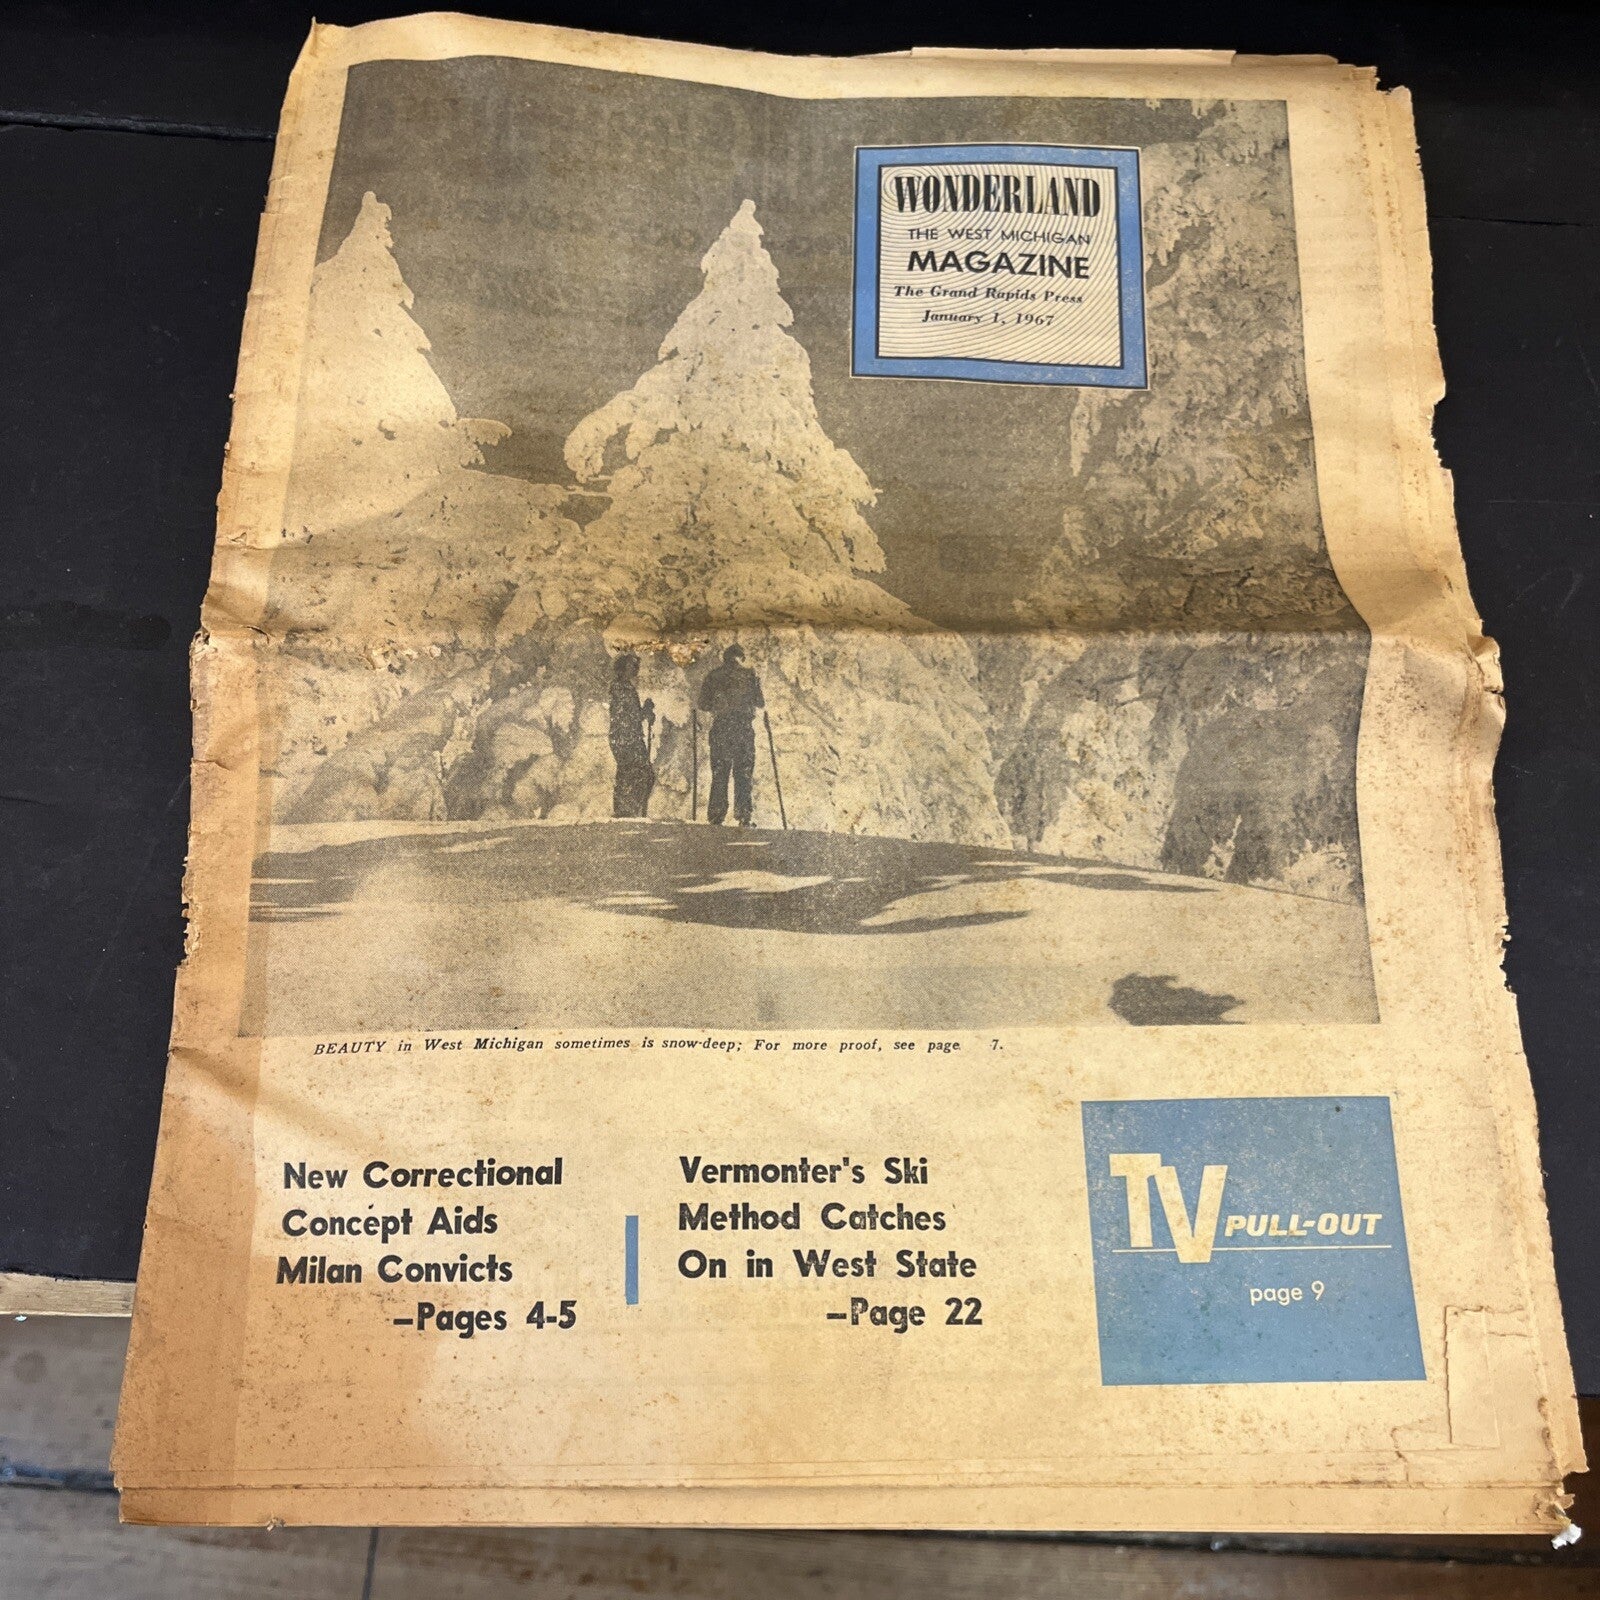 WONDERLAND
THE WEST MICHIGAN
MAGAZINE
The Grand Rapids Press
January 1, 1967
BEAUTY in West Michigan sometimes is snow-deep; For more proof, see page 7.
New Correctional
Concept Aids
Milan Convicts
—Pages 4-5
Vermonter's Ski
Method Catches
On in West State
—Page 22
TV PULL-OUT
page 9